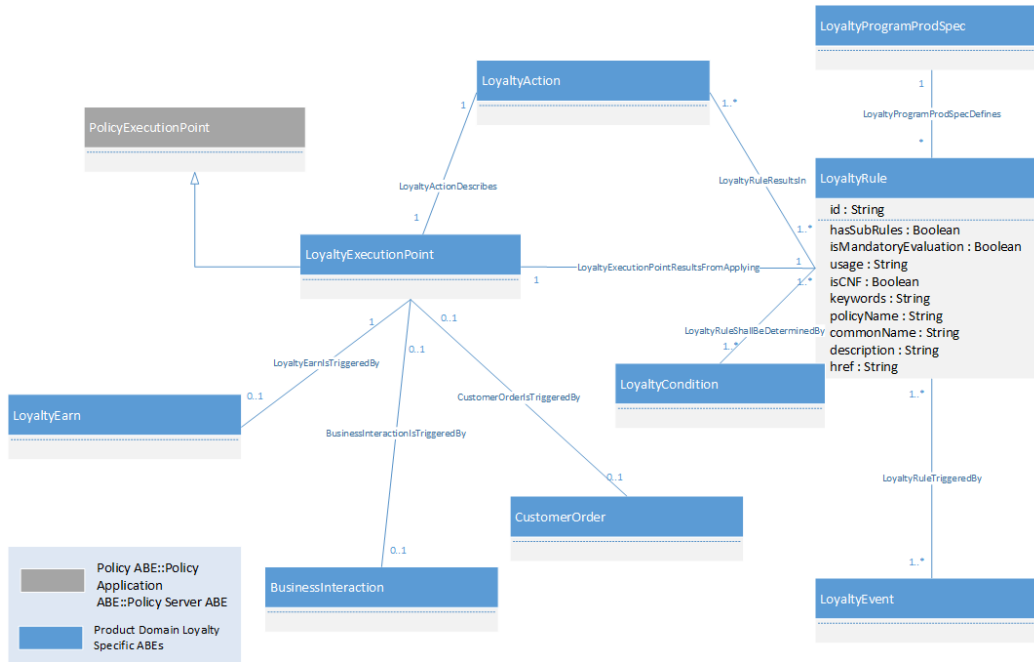 LoyaltyProgramProdSpec
1
LoyaltyProgramProdSpecDefines
*
LoyaltyAction
1
1..*
PolicyExecutionPoint
LoyaltyActionDescribes
LoyaltyRuleResultsIn
1
1..*
LoyaltyRule
id : String
hasSubRules : Boolean
isMandatoryEvaluation : Boolean
usage : String
isCNF : Boolean
keywords : String
policyName : String
commonName : String
description : String
href : String
LoyaltyExecutionPoint
1
LoyaltyExecutionPointResultsFromApplying
1
1..*
LoyaltyRuleShallBeDeterminedBy
1..*
LoyaltyCondition
1
0..1
0..1
LoyaltyEarnIsTriggeredBy
0..1
LoyaltyEarn
CustomerOrderIsTriggeredBy
BusinessInteractionIsTriggeredBy
0..1
CustomerOrder
0..1
BusinessInteraction
1..*
LoyaltyRuleTriggeredBy
1..*
LoyaltyEvent
Policy ABE::Policy
Application
ABE::Policy Server ABE
Product Domain Loyalty
Specific ABEs